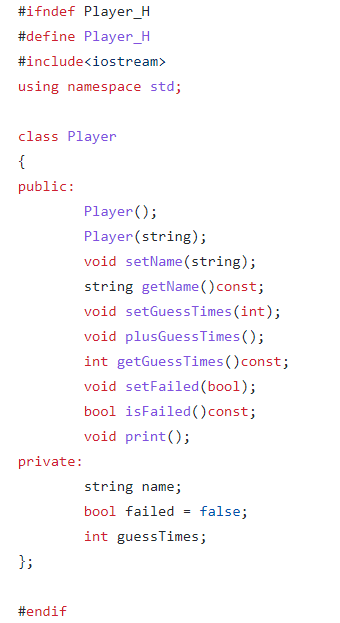 #ifndef Player_H
#define Player_H
#include<iostream>
using namespace std;

class Player
{
public:
        Player();
        Player(string);
        void setName(string);
        string getName()const;
        void setGuessTimes(int);
        void plusGuessTimes();
        int getGuessTimes()const;
        void setFailed(bool);
        bool isFailed()const;
        void print();
private:
        string name;
        bool failed = false;
        int guessTimes;
};

#endif